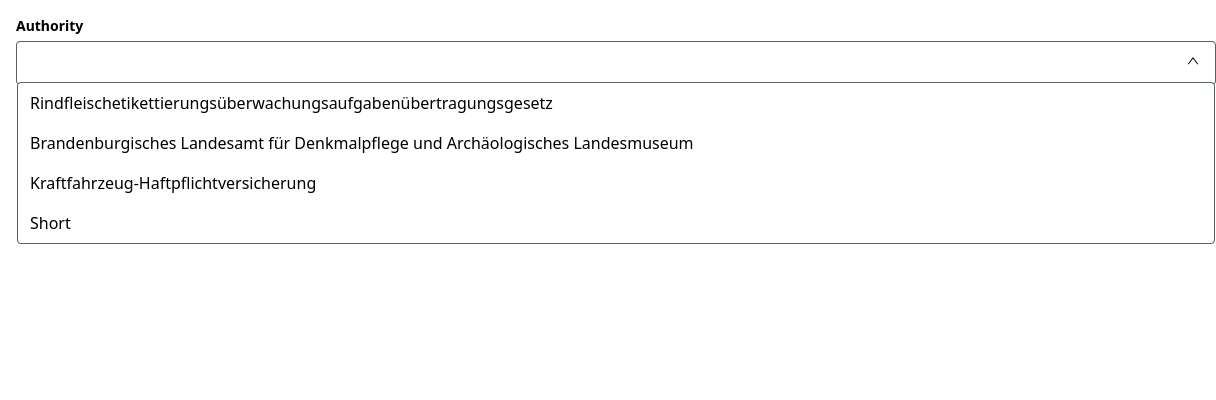 Authority
Rindfleischetikettierungsüberwachungsaufgabenübertragungsgesetz
Brandenburgisches Landesamt für Denkmalpflege und Archäologisches Landesmuseum
Kraftfahrzeug-Haftpflichtversicherung
Short